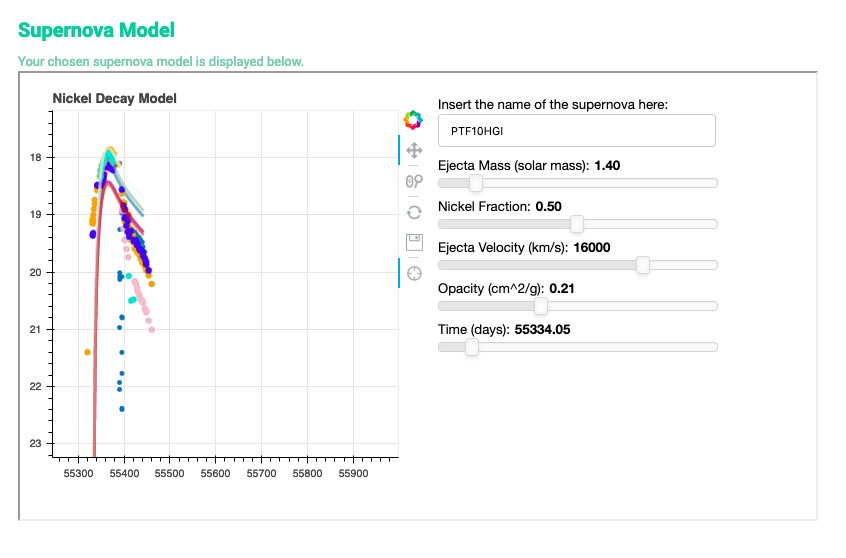 Supernova Model
Your chosen supernova model is displayed below.
Nickel Decay Model
18
19
20
21
22
23
55300 55400 55500 55600 55700 55800 55900
Insert the name of the supernova here:
PTF10HGI
Ejecta Mass (solar mass): 1.40
Nickel Fraction: 0.50
Ejecta Velocity (km/s): 16000
Opacity (cm^2/g): 0.21
Time (days): 55334.05